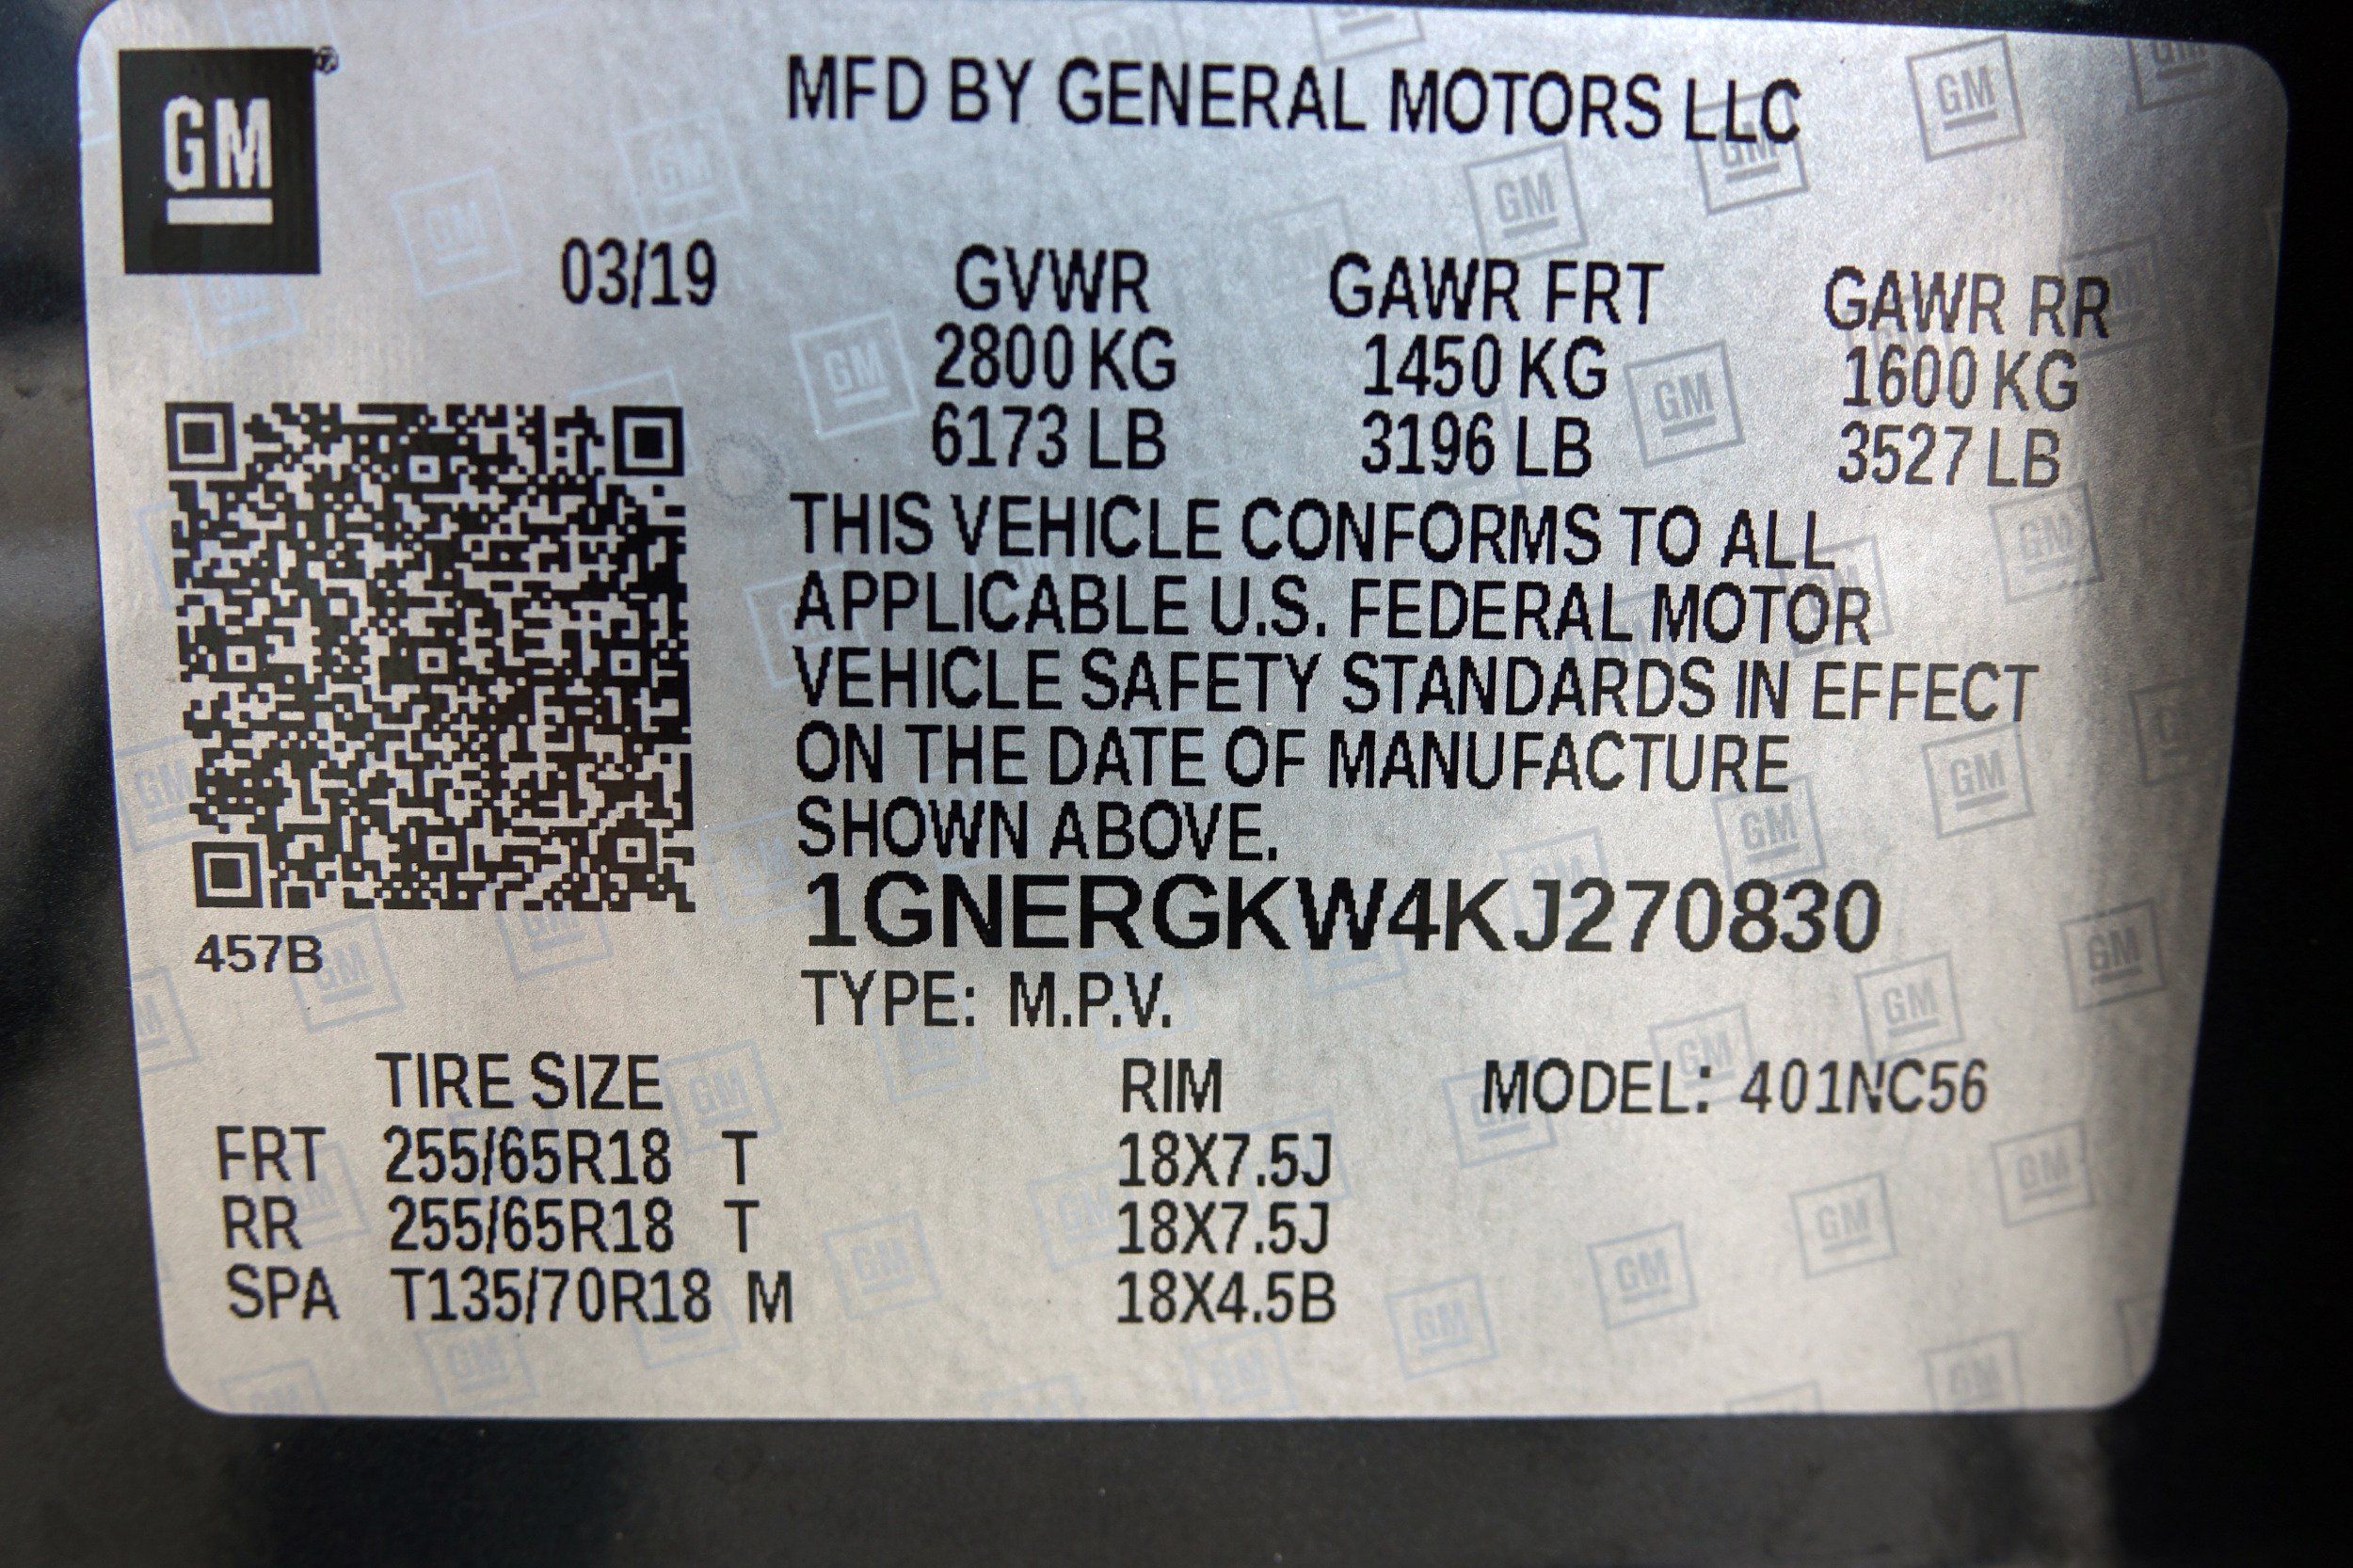 GM®
MFD BY GENERAL MOTORS LLC
03/19 GVWR GAWR FRT GAWR RR
2800 KG 1450 KG 1600 KG
6173 LB 3196 LB 3527 LB
THIS VEHICLE CONFORMS TO ALL
APPLICABLE U.S. FEDERAL MOTOR
VEHICLE SAFETY STANDARDS IN EFFECT
ON THE DATE OF MANUFACTURE
SHOWN ABOVE.
1GNERGKW4KJ270830
457B
TYPE: M.P.V.
TIRE SIZE RIM MODEL: 401NC56
FRT 255/65R18 T 18X7.5J
RR 255/65R18 T 18X7.5J
SPA T135/70R18 M 18X4.5B